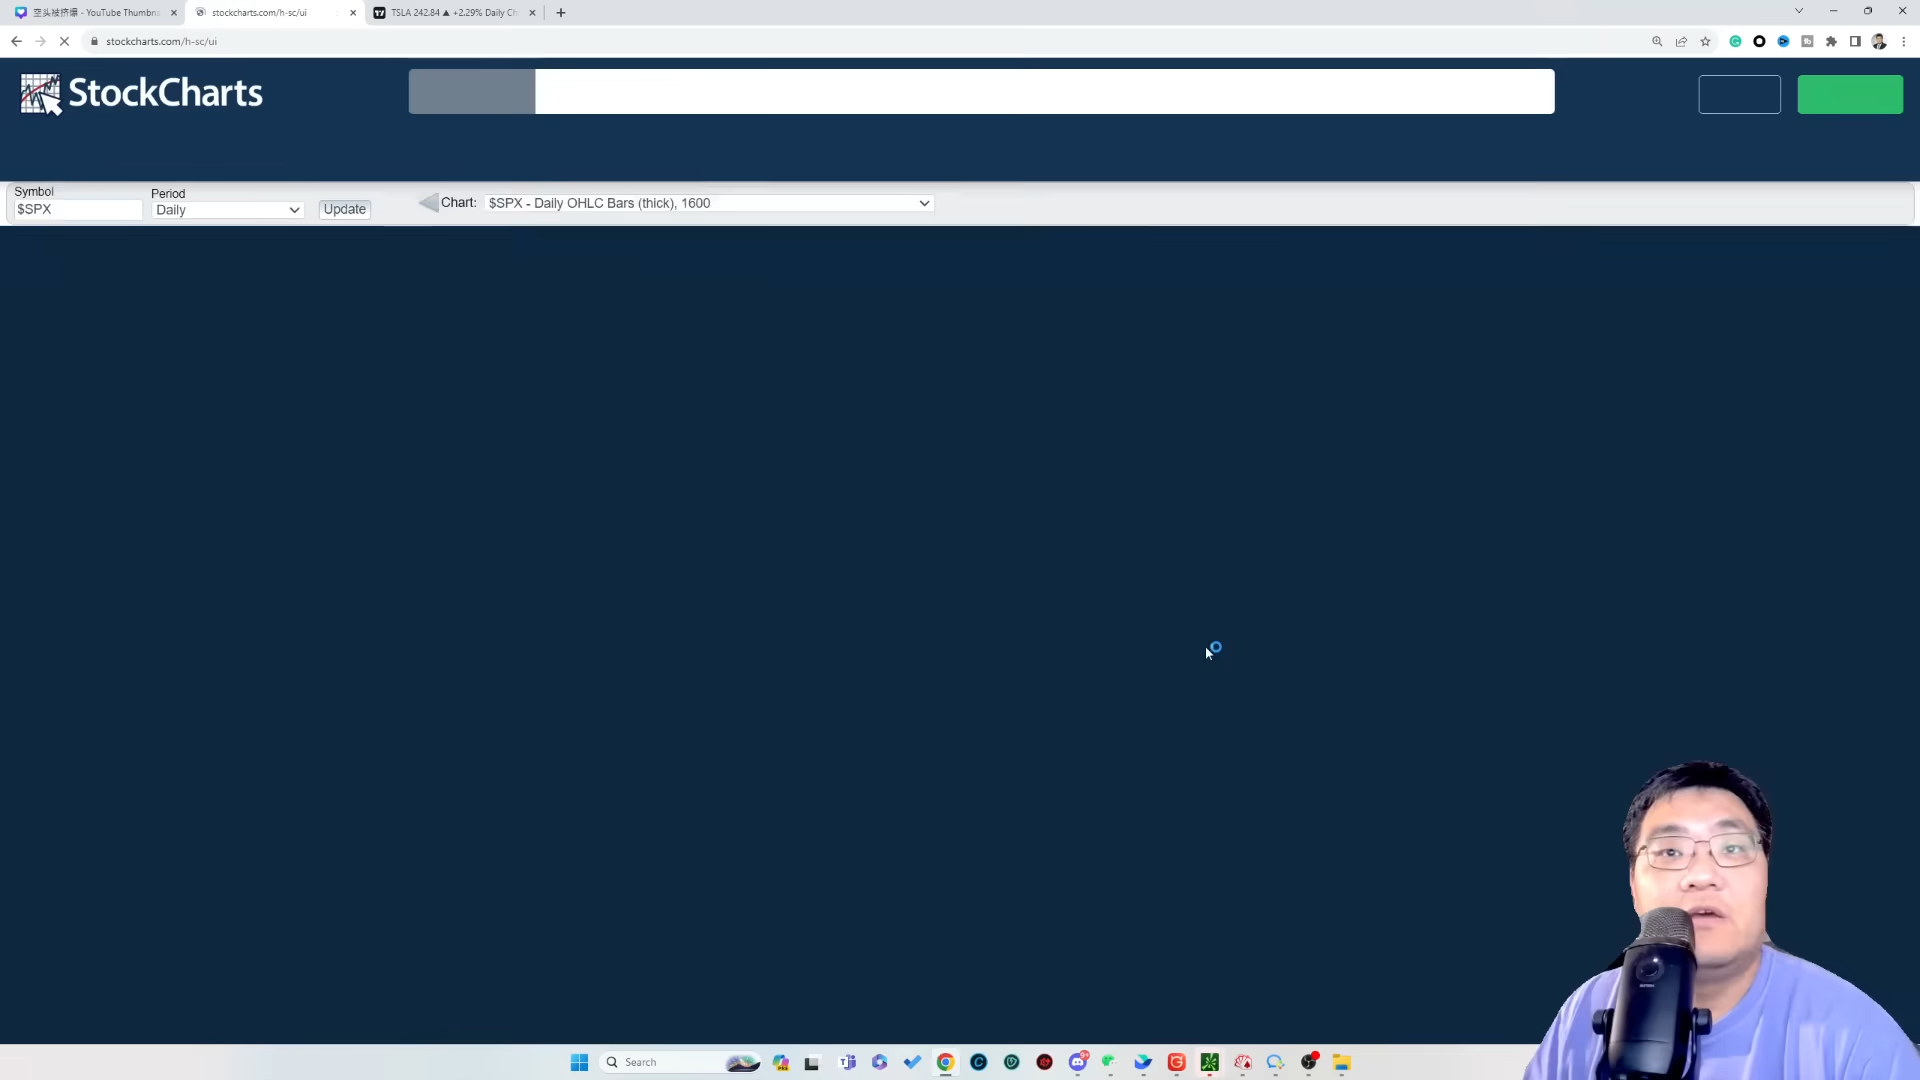 空头被挤爆 - YouTube Thumbna
stockcharts.com/h-sc/ui
TSLA 242.84 ▲ +2.29% Daily Ch
stockcharts.com/h-sc/ui
StockCharts
Symbol
Period
$SPX
Daily
Update
Chart:
$SPX - Daily OHLC Bars (thick), 1600
Search